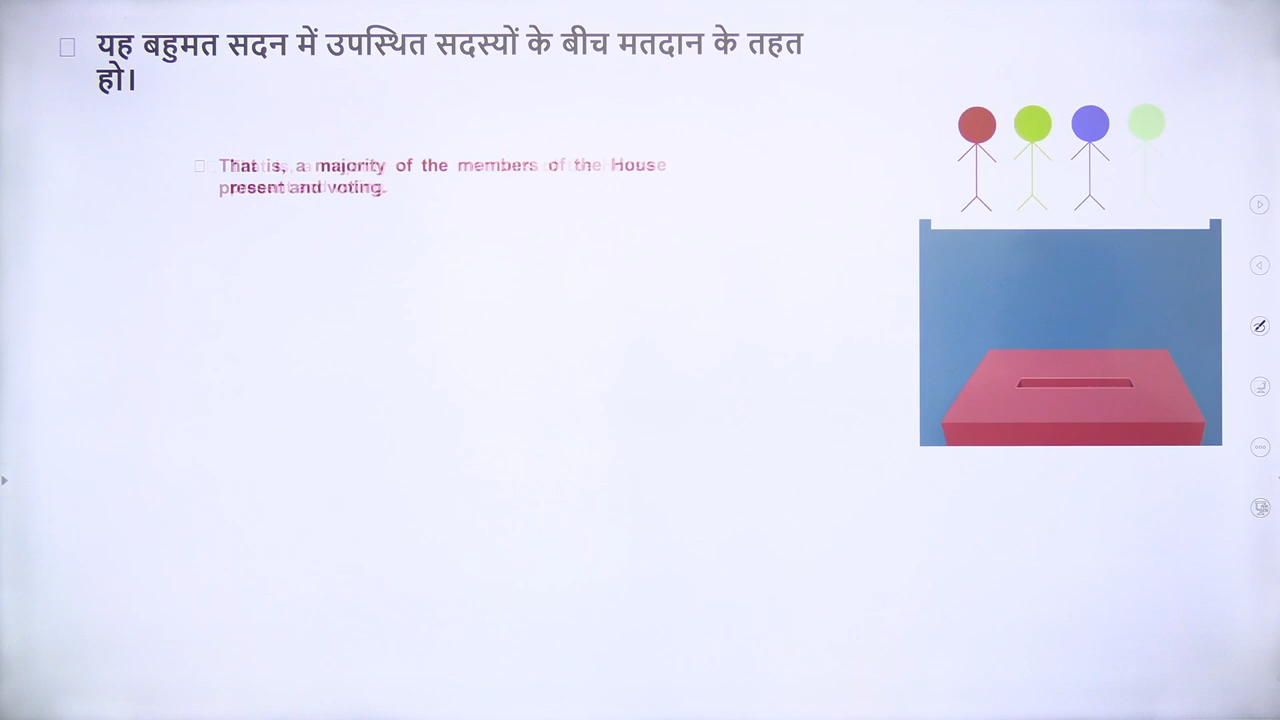 यह बहुमत सदन में उपस्थित सदस्यों के बीच मतदान के तहत
हो।
That is, a majority of the members of the House
present and voting.